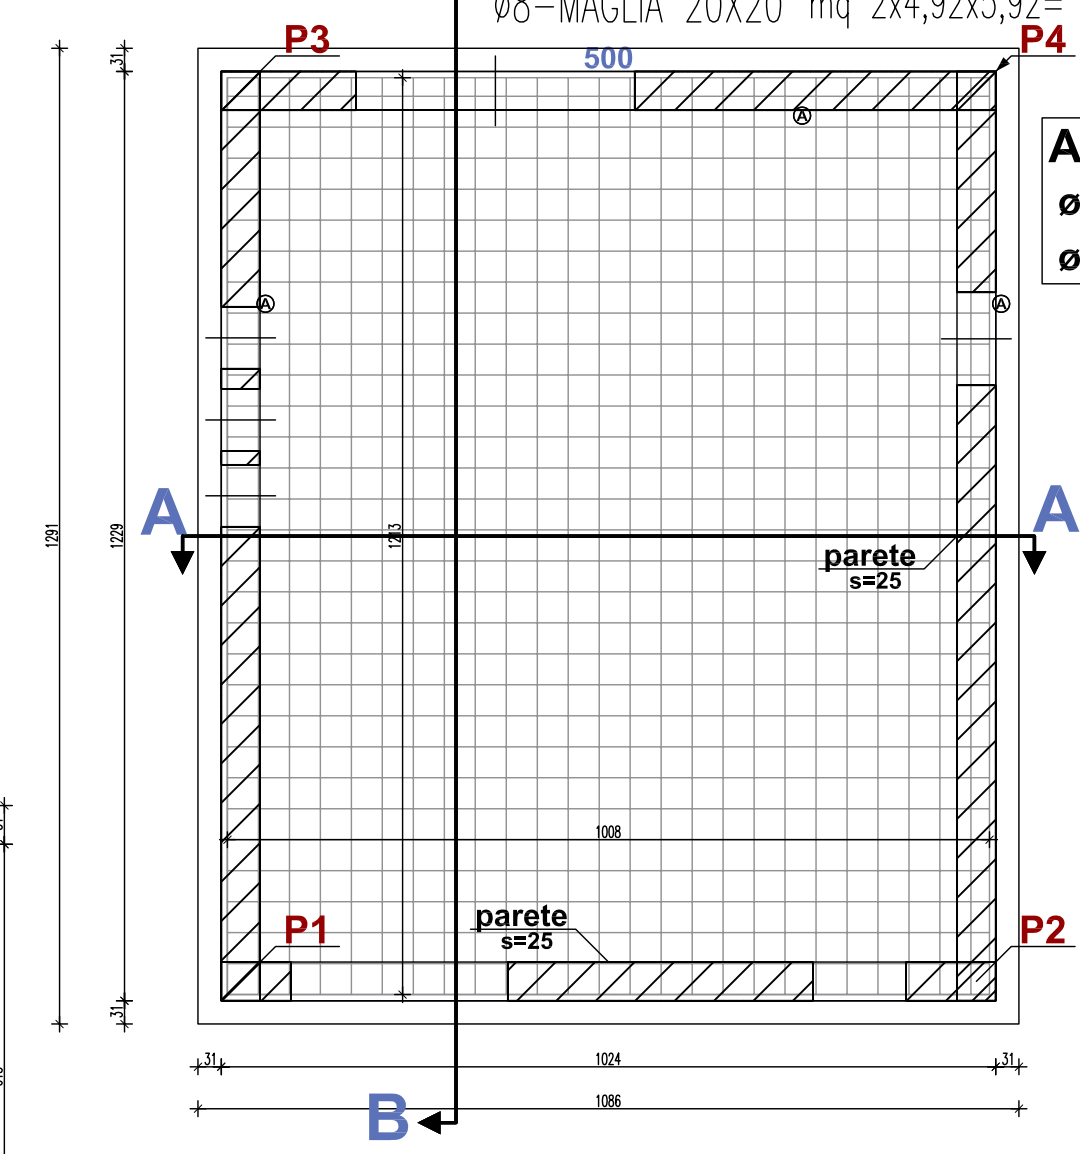 ø8-MAGLIA 20X20 mq 2x4,92x5,92=
P3
500
P4
31
A
A
ø
ø
A
A
A
A
1291
1229
1213
parete
s=25
1008
P1
parete
s=25
P2
31
31
1024
31
1086
B